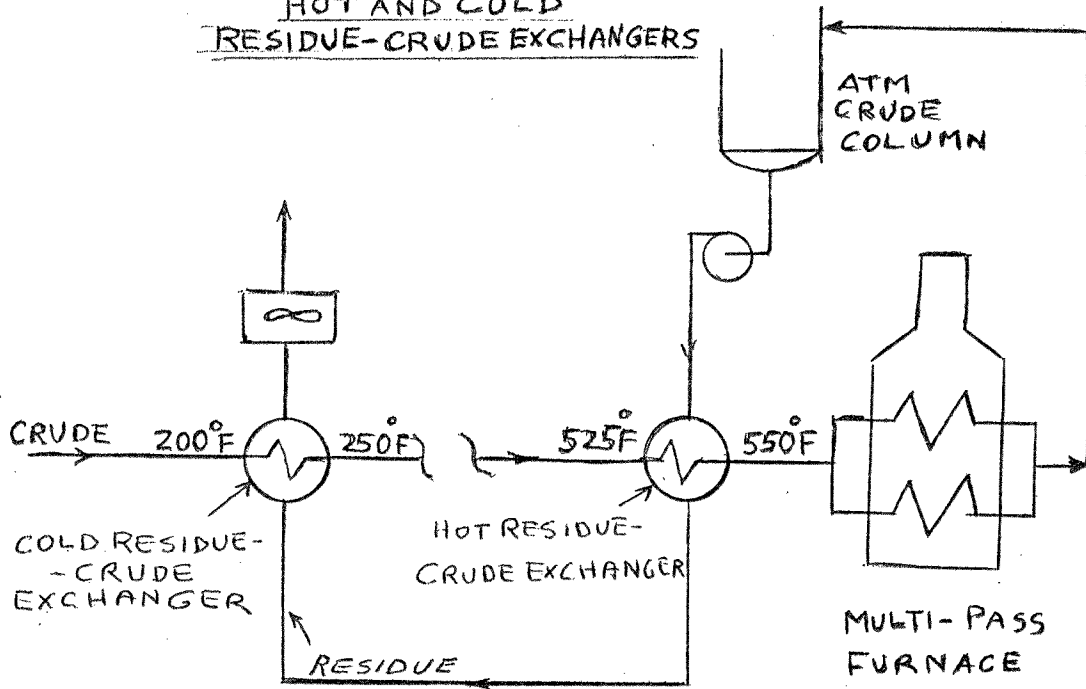 HOT AND COLD
RESIDUE-CRUDE EXCHANGERS
ATM
CRUDE
COLUMN
CRUDE
200°F
250°F
525°F
550°F
COLD RESIDUE-
-CRUDE
EXCHANGER
HOT RESIDUE-
CRUDE EXCHANGER
RESIDUE
MULTI-PASS
FURNACE